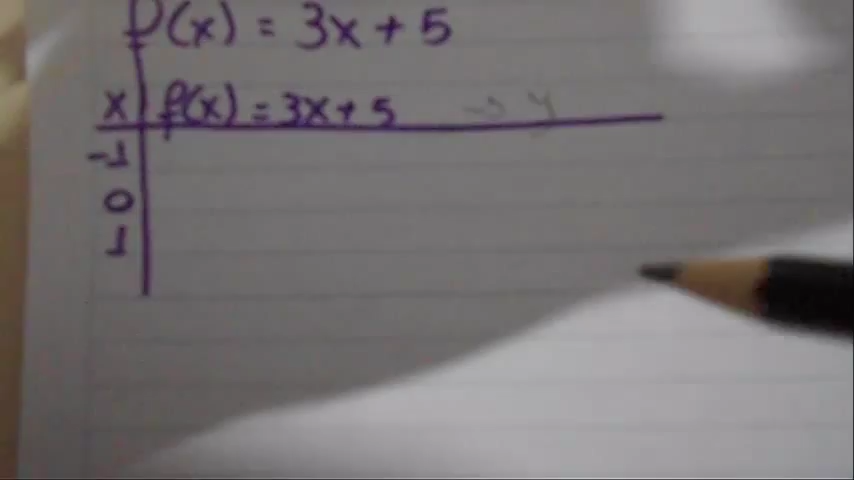 f(x) = 3x + 5
x f(x) = 3x + 5 → y
-1
0
1